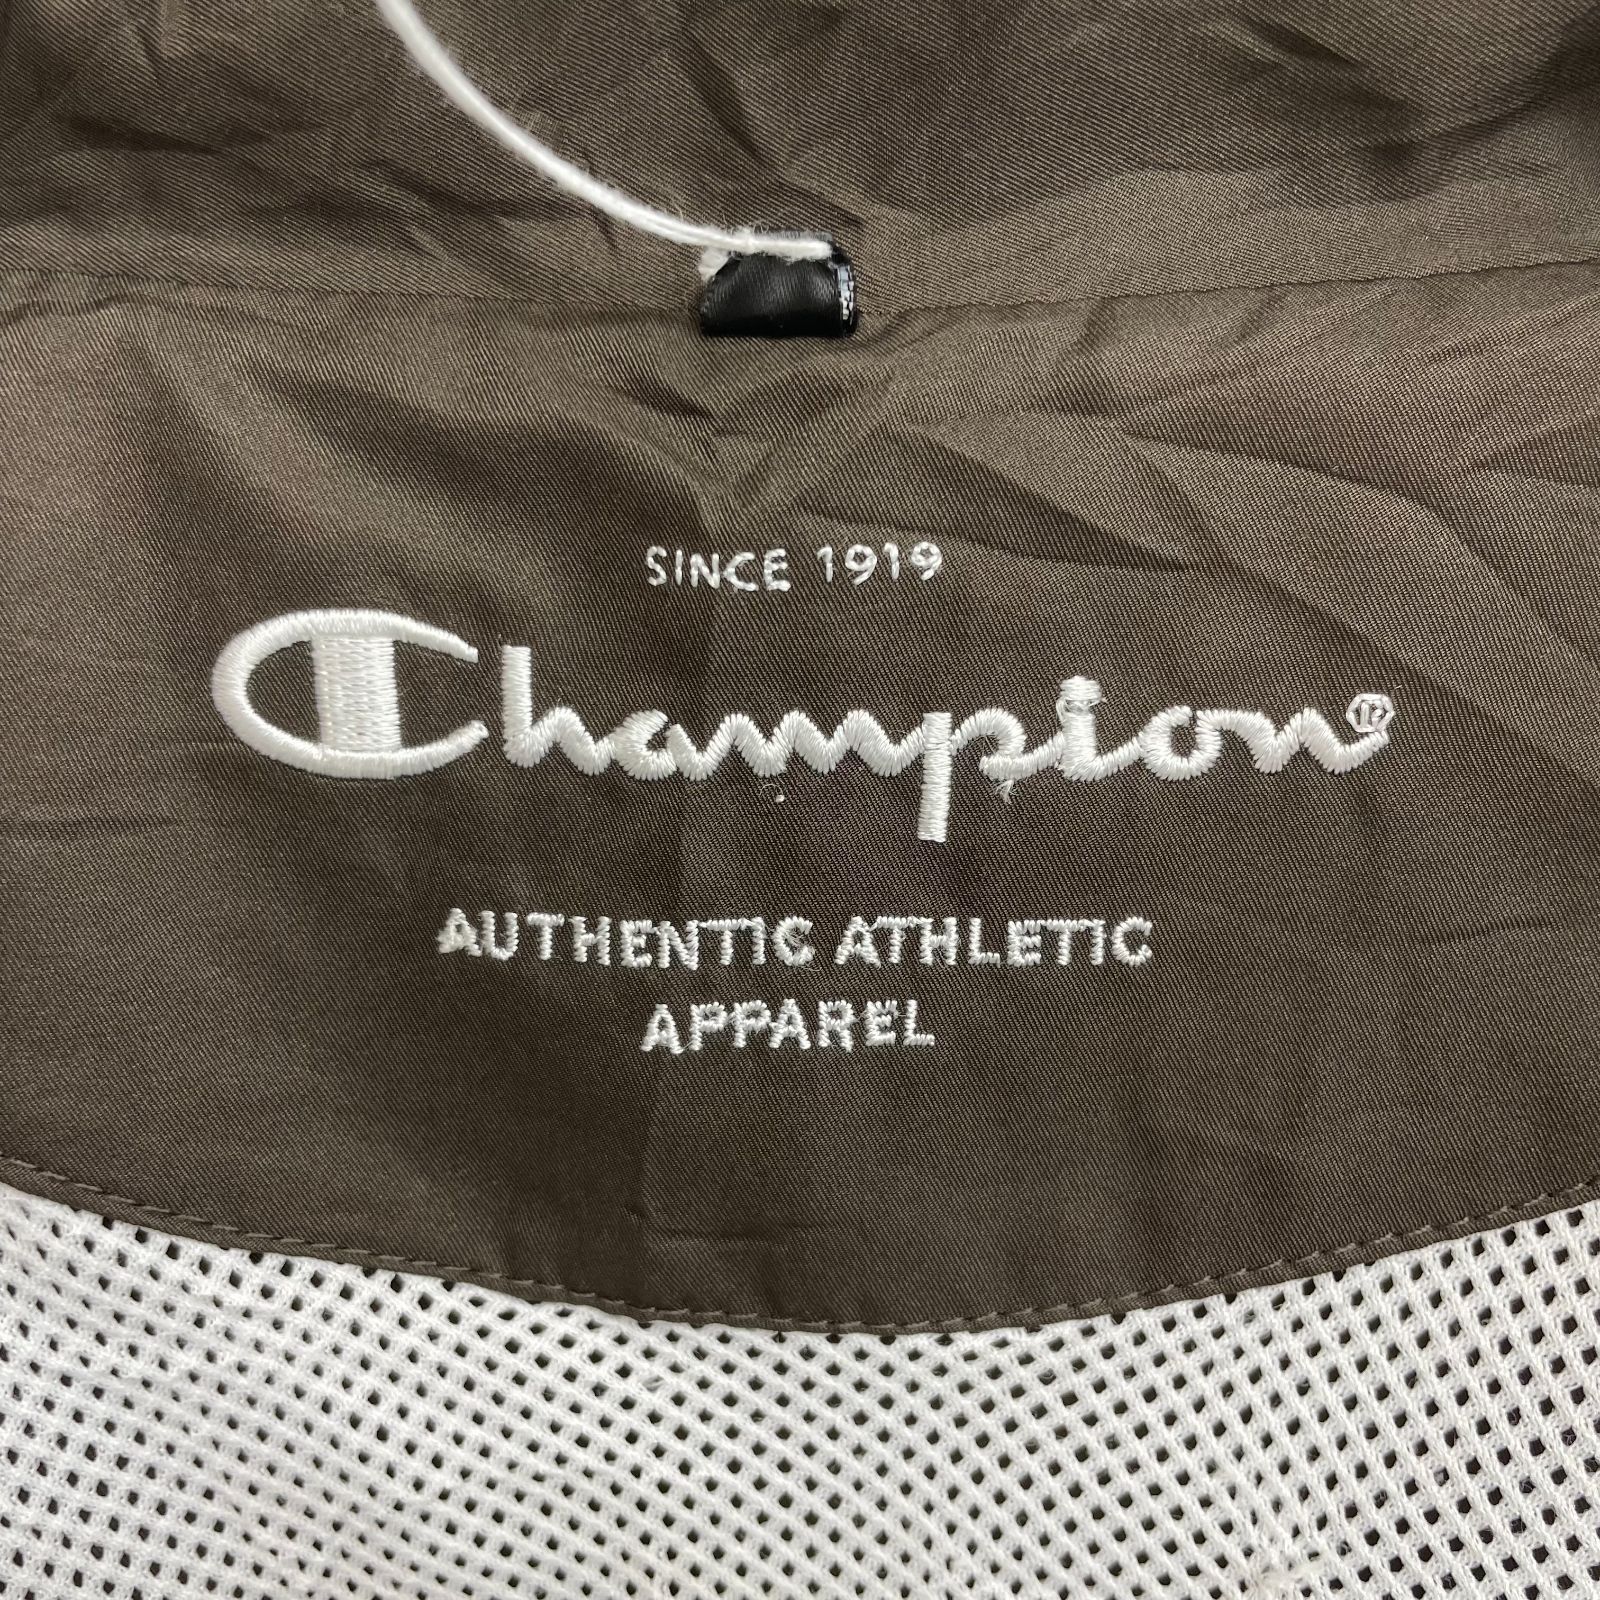 SINCE 1919
Champion®
AUTHENTIC ATHLETIC
APPAREL